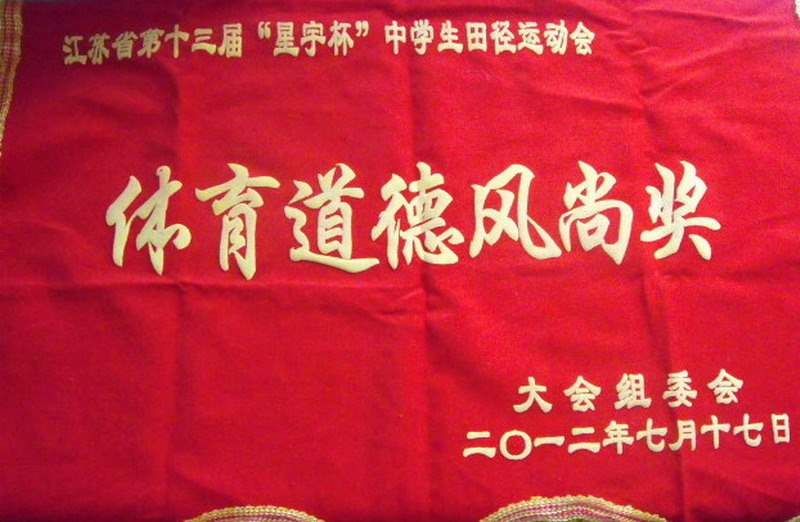 江苏省第十三届“星宇杯”中学生田径运动会
体育道德风尚奖
大会组委会
二〇一二年七月十七日